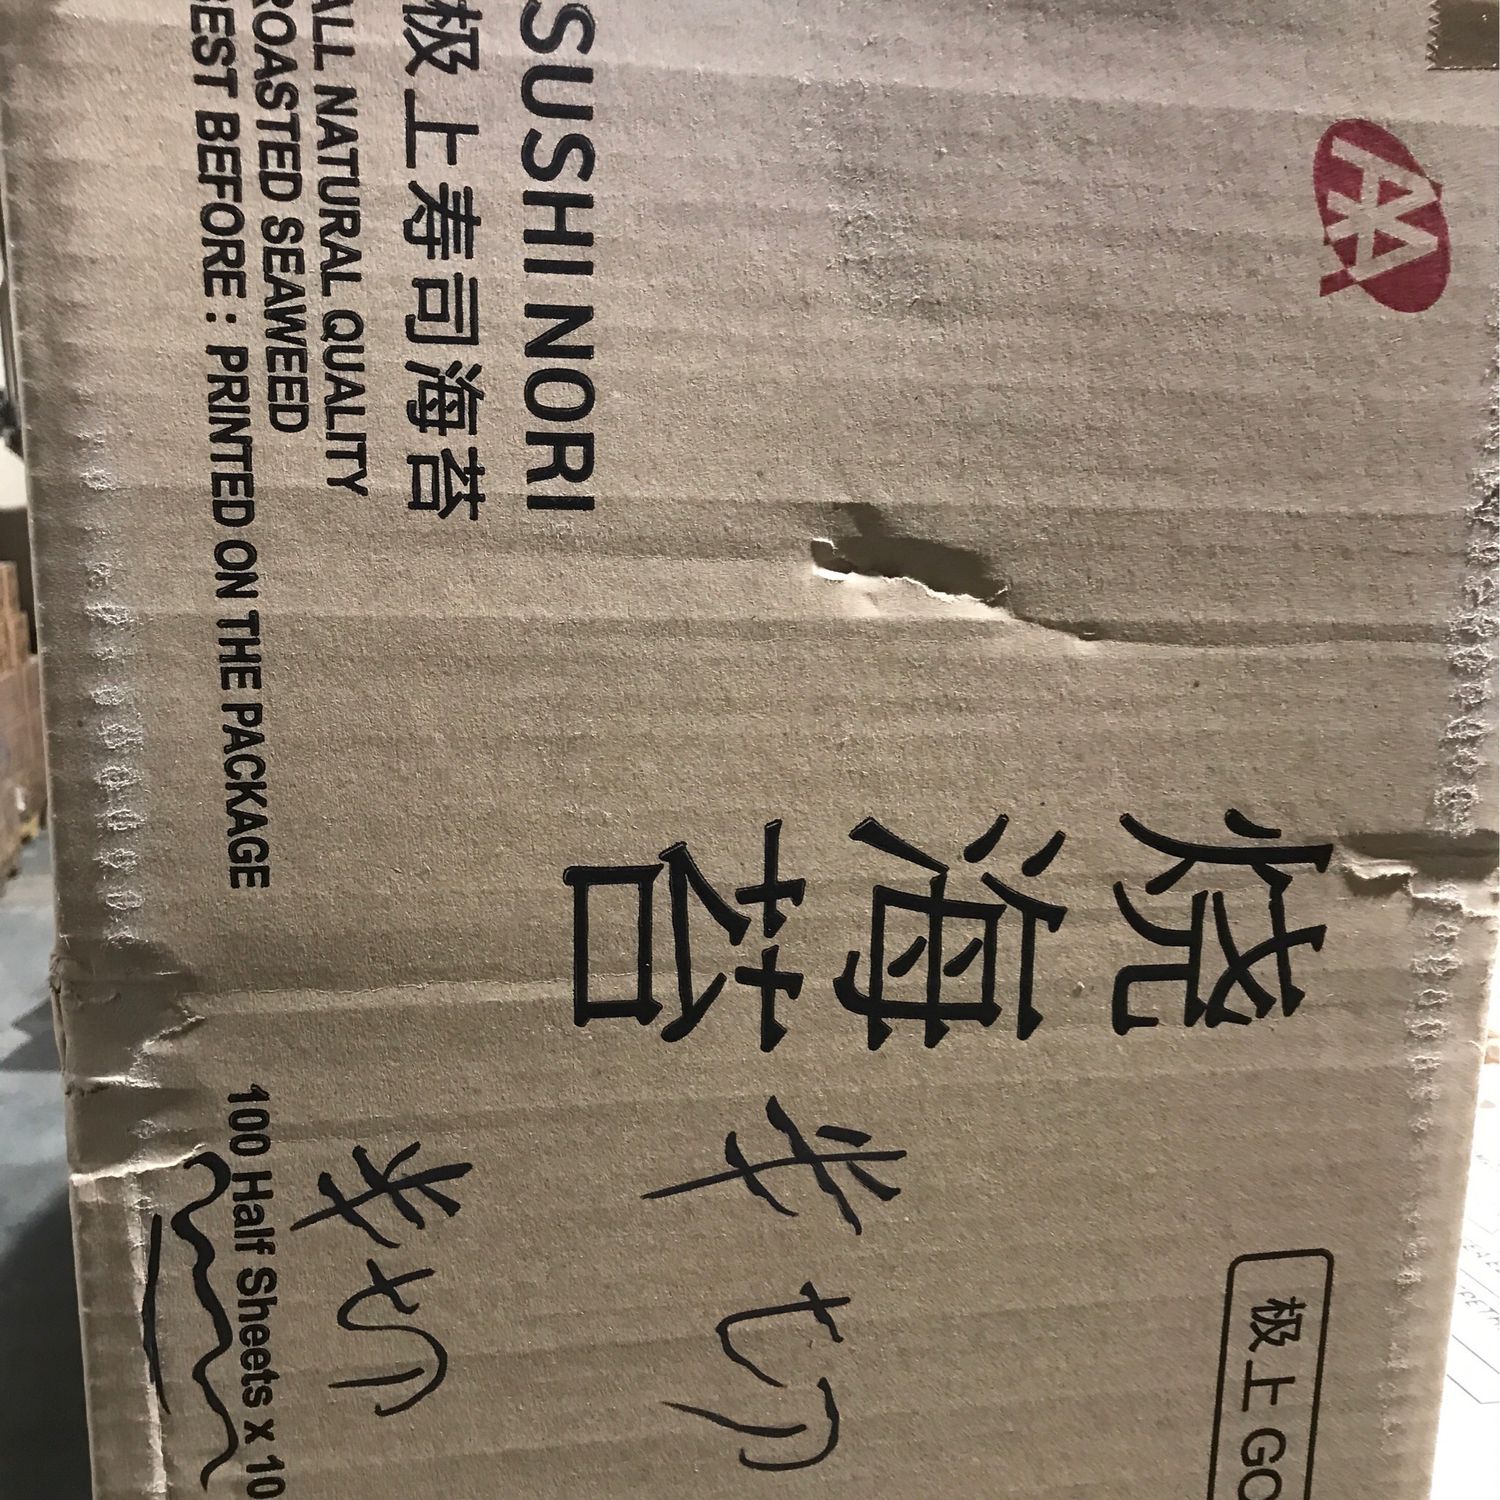 AAA
烧海苔
半切
极上 GO
SUSHI NORI
极上寿司海苔
ALL NATURAL QUALITY
ROASTED SEAWEED
BEST BEFORE : PRINTED ON THE PACKAGE
半切
100 Half Sheets x 10